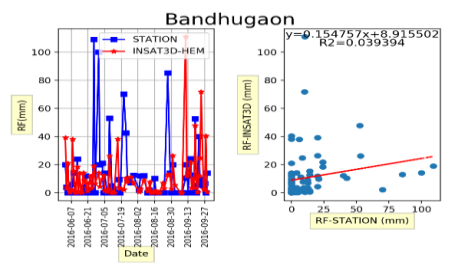 Bandhugaon
STATION
INSAT3D-HEM
RF(mm)
100
80
60
40
20
0
2016-06-07
2016-06-21
2016-07-05
2016-07-19
2016-08-02
2016-08-16
2016-08-30
2016-09-13
2016-09-27
Date
y=0.154757x+8.915502
R2=0.039394
RF-INSAT3D (mm)
100
80
60
40
20
0
0
50
100
RF-STATION (mm)